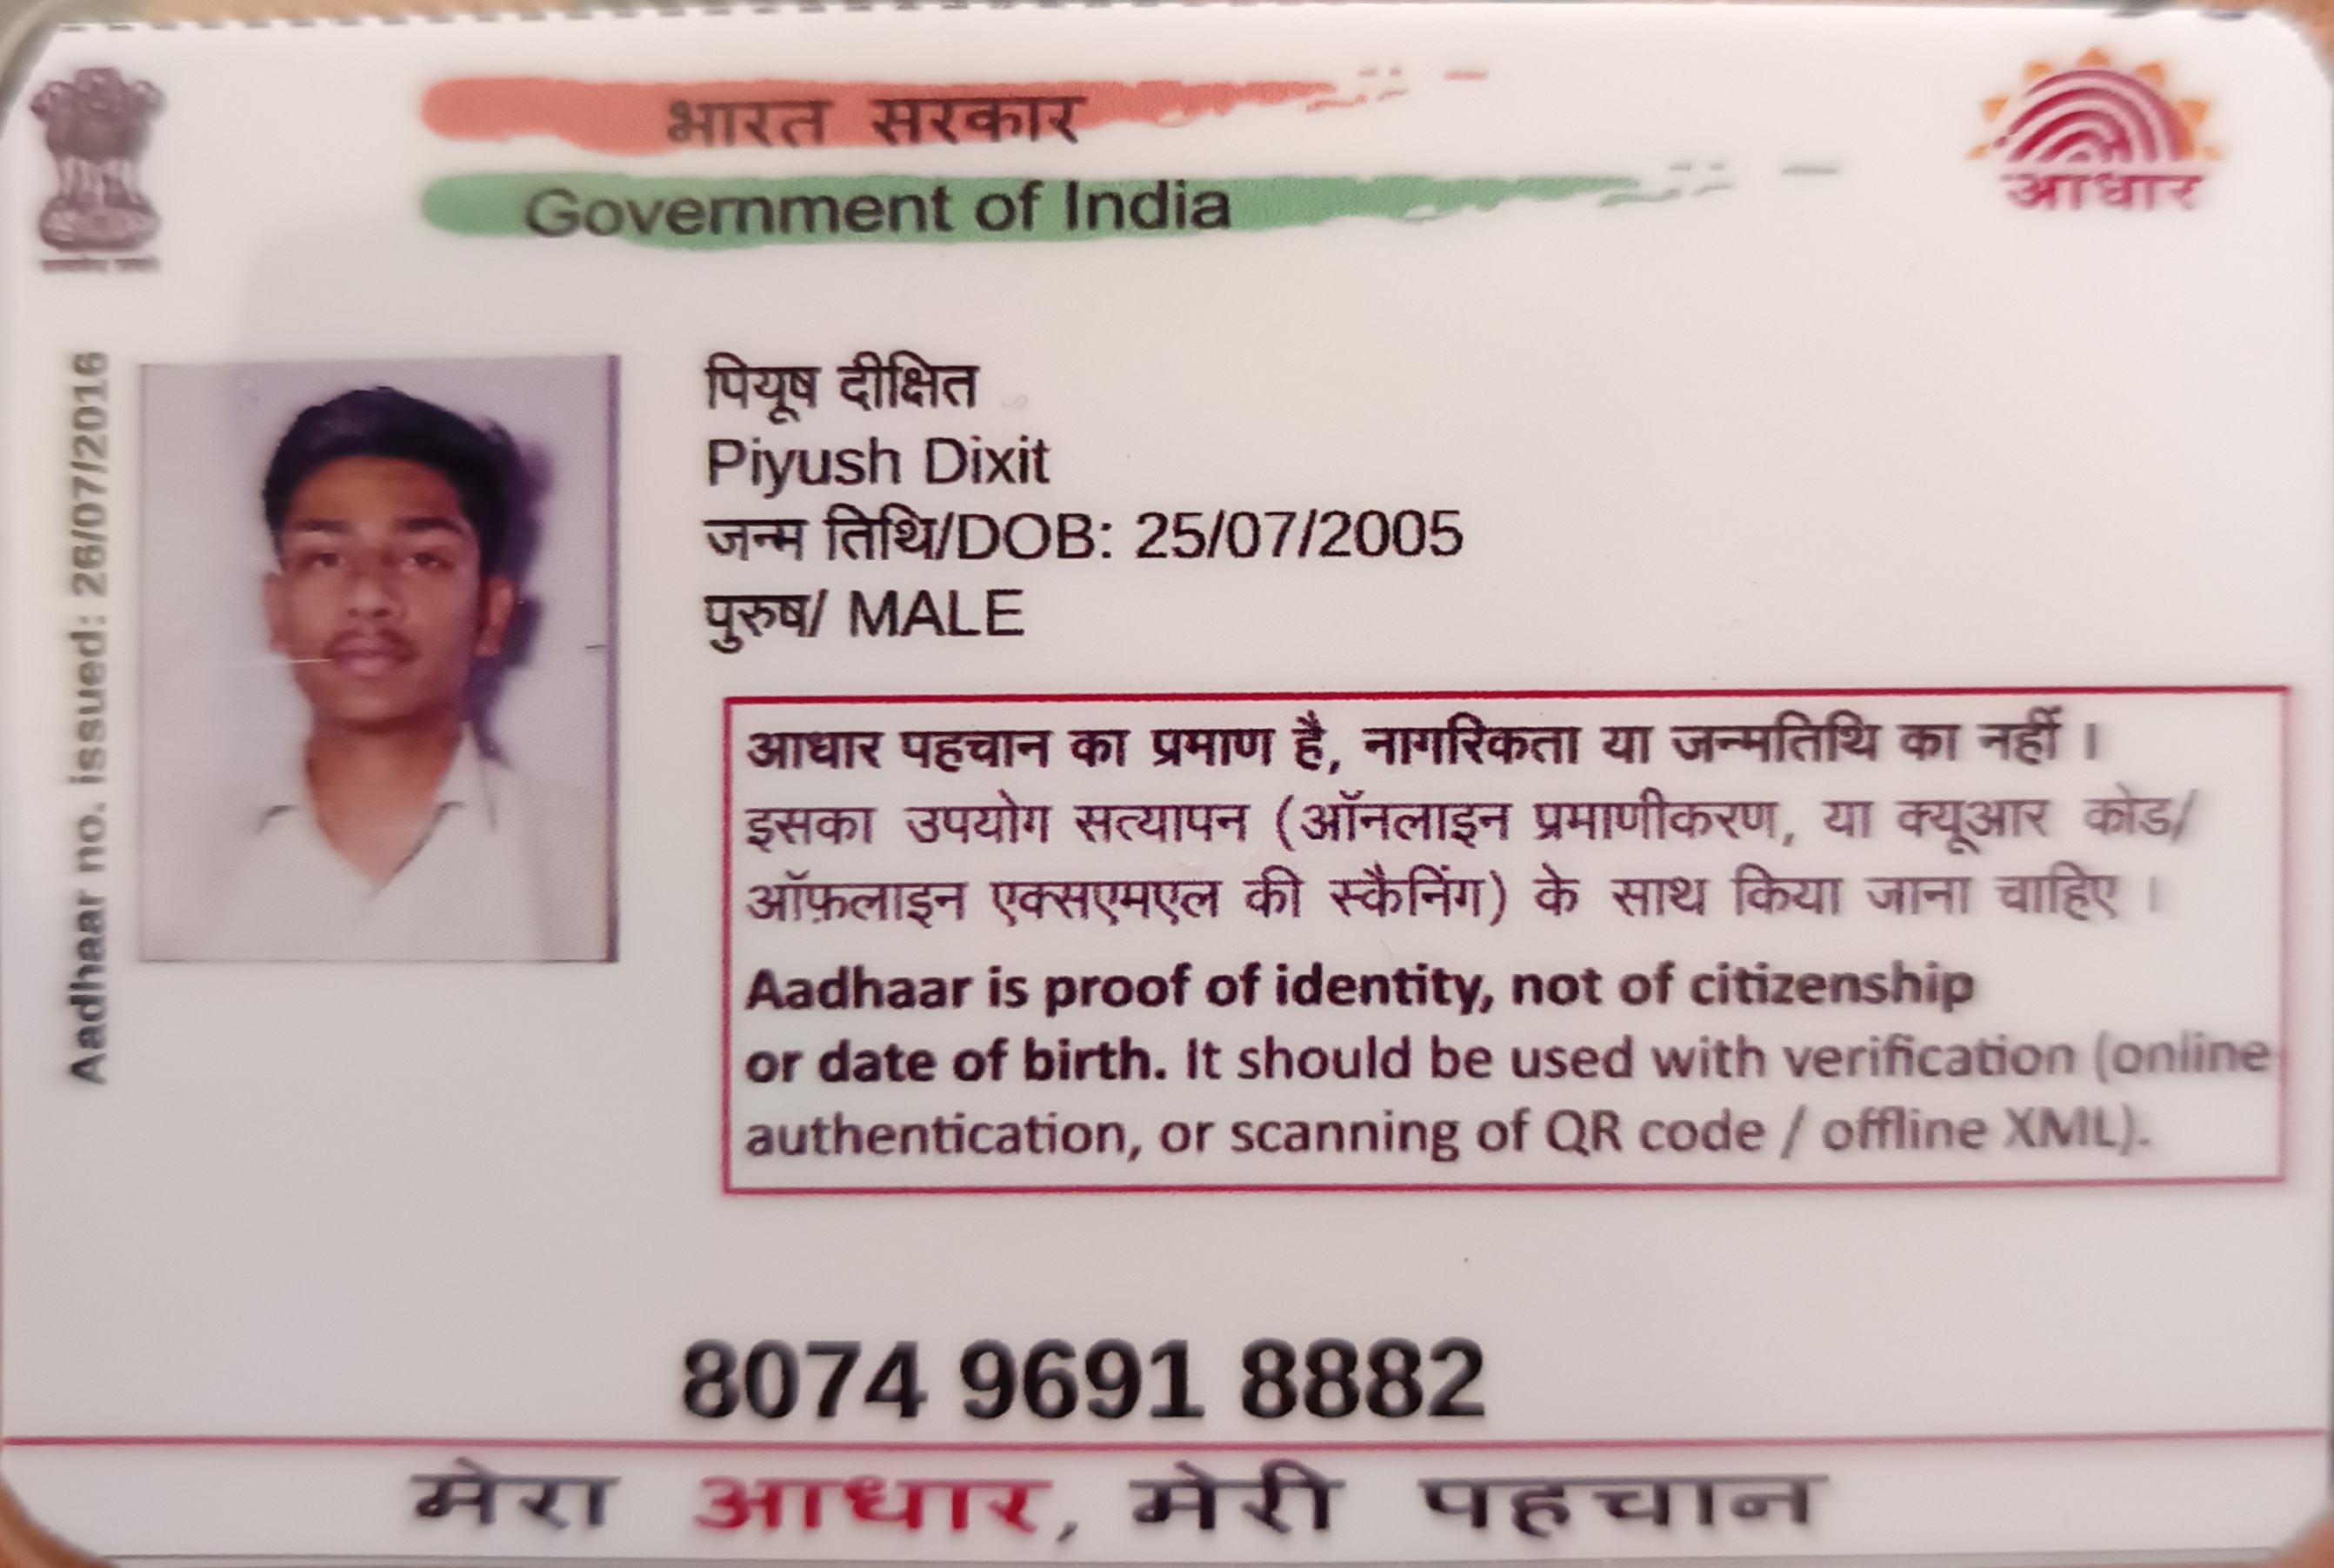 भारत सरकार
Government of India
आधार
Aadhaar no. issued: 26/07/2016
पियूष दीक्षित
Piyush Dixit
जन्म तिथि/DOB: 25/07/2005
पुरुष/ MALE
आधार पहचान का प्रमाण है, नागरिकता या जन्मतिथि का नहीं ।
इसका उपयोग सत्यापन (ऑनलाइन प्रमाणीकरण, या क्यूआर कोड/
ऑफ़लाइन एक्सएमएल की स्कैनिंग) के साथ किया जाना चाहिए ।
Aadhaar is proof of identity, not of citizenship
or date of birth. It should be used with verification (online
authentication, or scanning of QR code / offline XML).
8074 9691 8882
मेरा आधार, मेरी पहचान